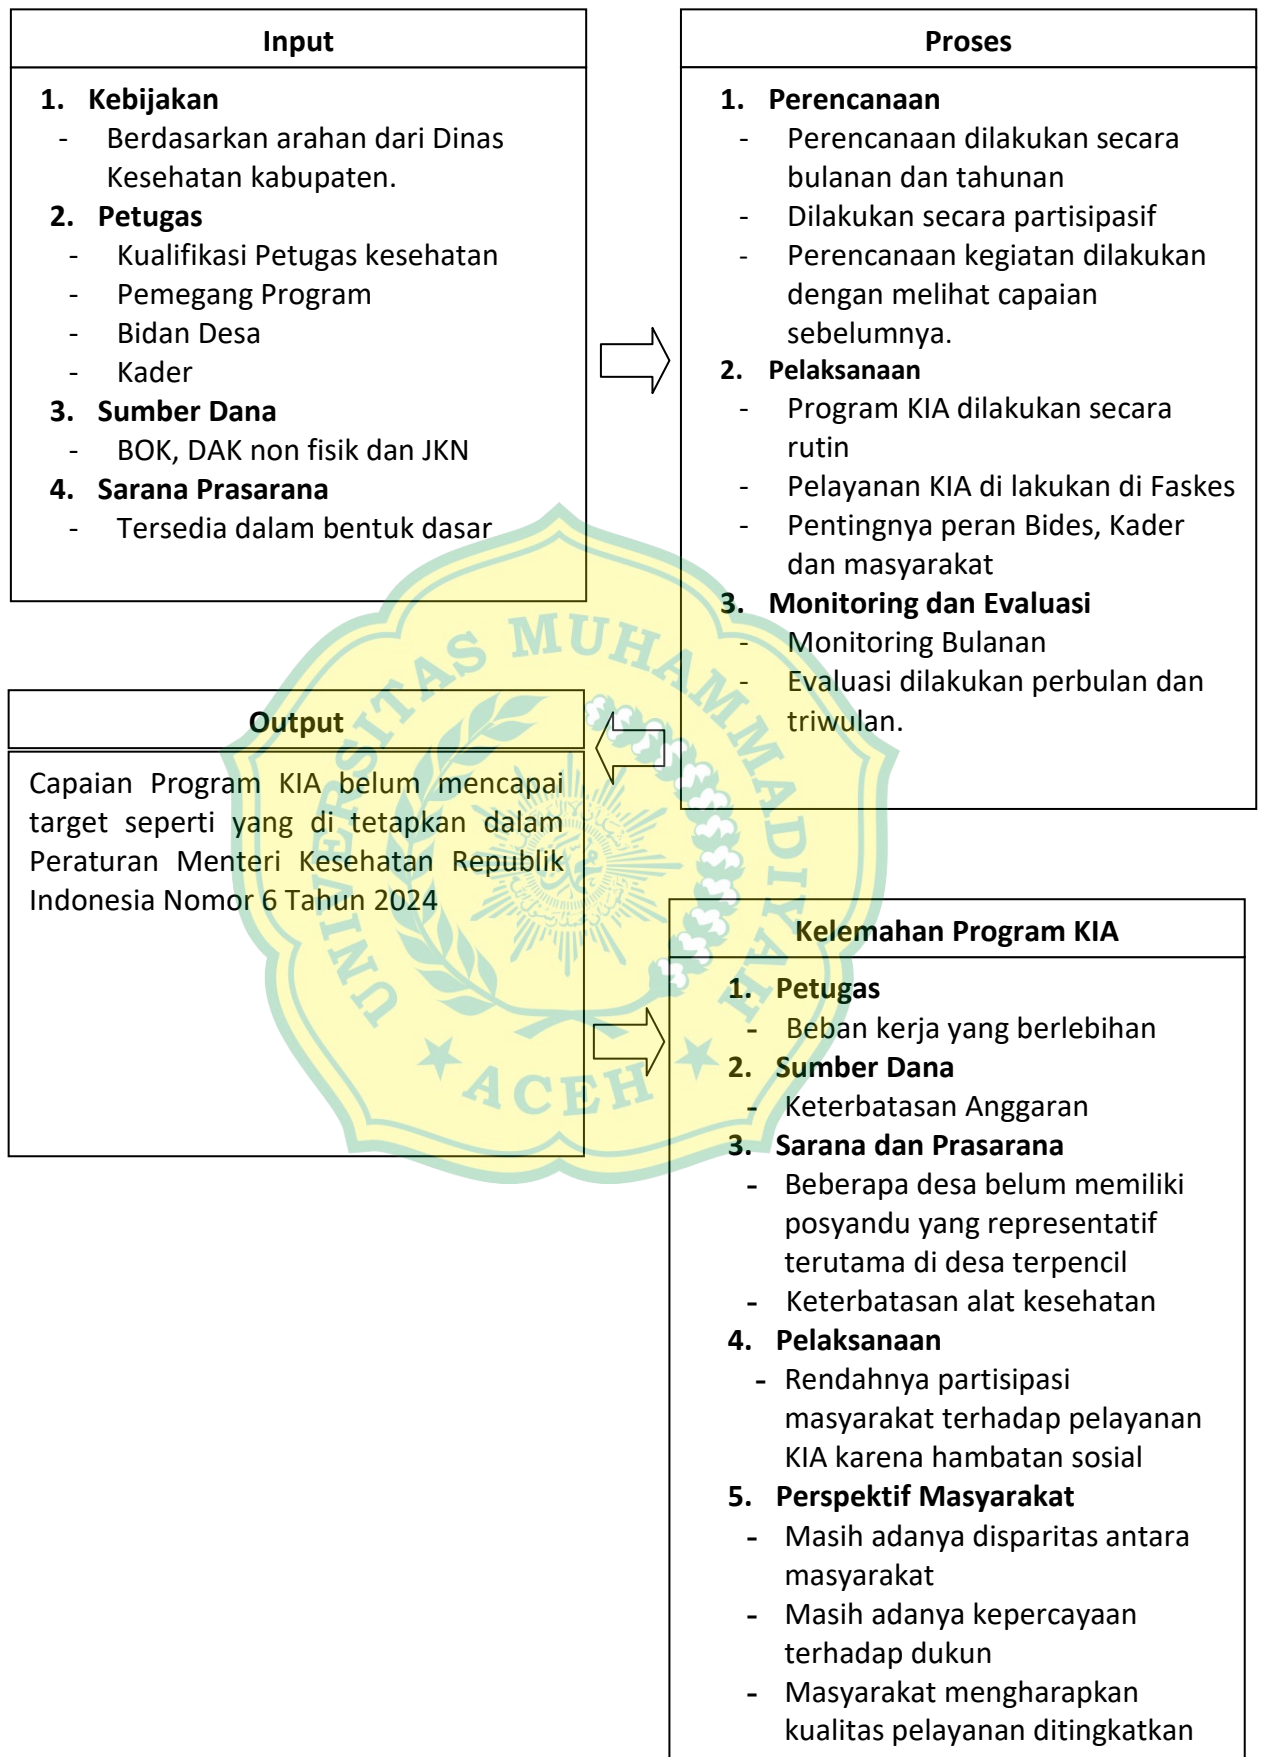 Input
1. Kebijakan
- Berdasarkan arahan dari Dinas
Kesehatan kabupaten.
2. Petugas
- Kualifikasi Petugas kesehatan
- Pemegang Program
- Bidan Desa
- Kader
3. Sumber Dana
- BOK, DAK non fisik dan JKN
4. Sarana Prasarana
- Tersedia dalam bentuk dasar
Proses
1. Perencanaan
- Perencanaan dilakukan secara
bulanan dan tahunan
- Dilakukan secara partisipasif
- Perencanaan kegiatan dilakukan
dengan melihat capaian
sebelumnya.
2. Pelaksanaan
- Program KIA dilakukan secara
rutin
- Pelayanan KIA di lakukan di Faskes
- Pentingnya peran Bides, Kader
dan masyarakat
3. Monitoring dan Evaluasi
- Monitoring Bulanan
- Evaluasi dilakukan perbulan dan
triwulan.
Output
Capaian Program KIA belum mencapai
target seperti yang di tetapkan dalam
Peraturan Menteri Kesehatan Republik
Indonesia Nomor 6 Tahun 2024
Kelemahan Program KIA
1. Petugas
- Beban kerja yang berlebihan
2. Sumber Dana
- Keterbatasan Anggaran
3. Sarana dan Prasarana
- Beberapa desa belum memiliki
posyandu yang representatif
terutama di desa terpencil
- Keterbatasan alat kesehatan
4. Pelaksanaan
- Rendahnya partisipasi
masyarakat terhadap pelayanan
KIA karena hambatan sosial
5. Perspektif Masyarakat
- Masih adanya disparitas antara
masyarakat
- Masih adanya kepercayaan
terhadap dukun
- Masyarakat mengharapkan
kualitas pelayanan ditingkatkan
UNIVERSITAS MUHAMMADIYAH
ACEH